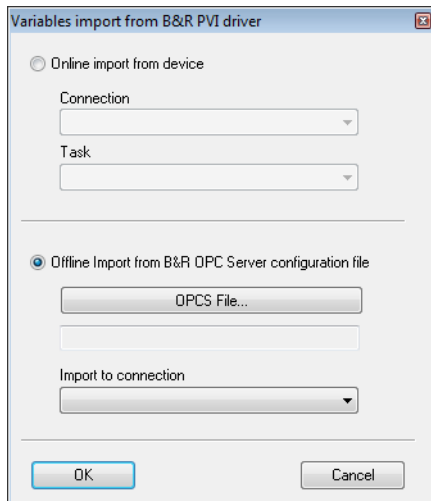 Variables import from B&R PVI driver
Online import from device
Connection
Task
Offline Import from B&R OPC Server configuration file
OPCS File...
Import to connection
OK
Cancel